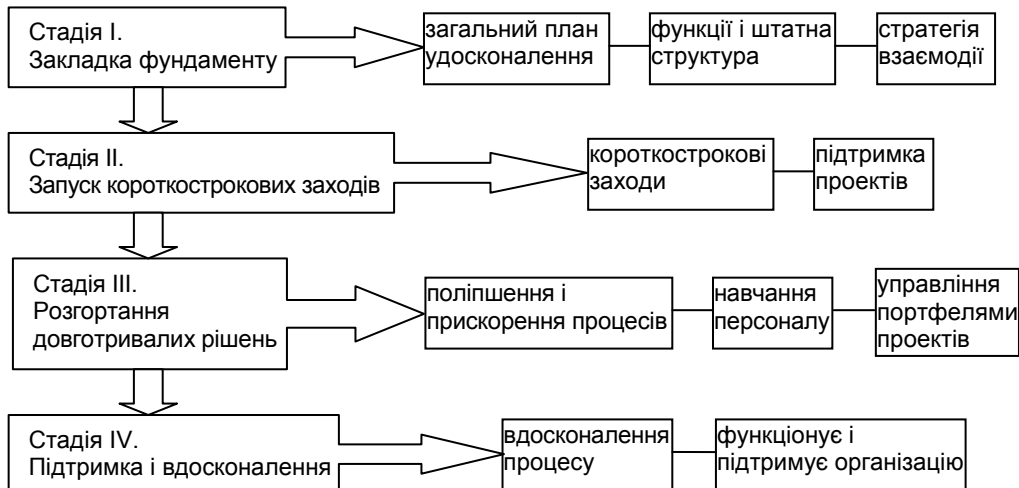 Стадія I.
Закладка фундаменту
загальний план
удосконалення
функції і штатна
структура
стратегія
взаємодії
Стадія II.
Запуск короткострокових заходів
короткострокові
заходи
підтримка
проектів
Стадія III.
Розгортання
довготривалих рішень
поліпшення і
прискорення процесів
навчання
персоналу
управління
портфелями
проектів
Стадія IV.
Підтримка і вдосконалення
вдосконалення
процесу
функціонує і
підтримує організацію